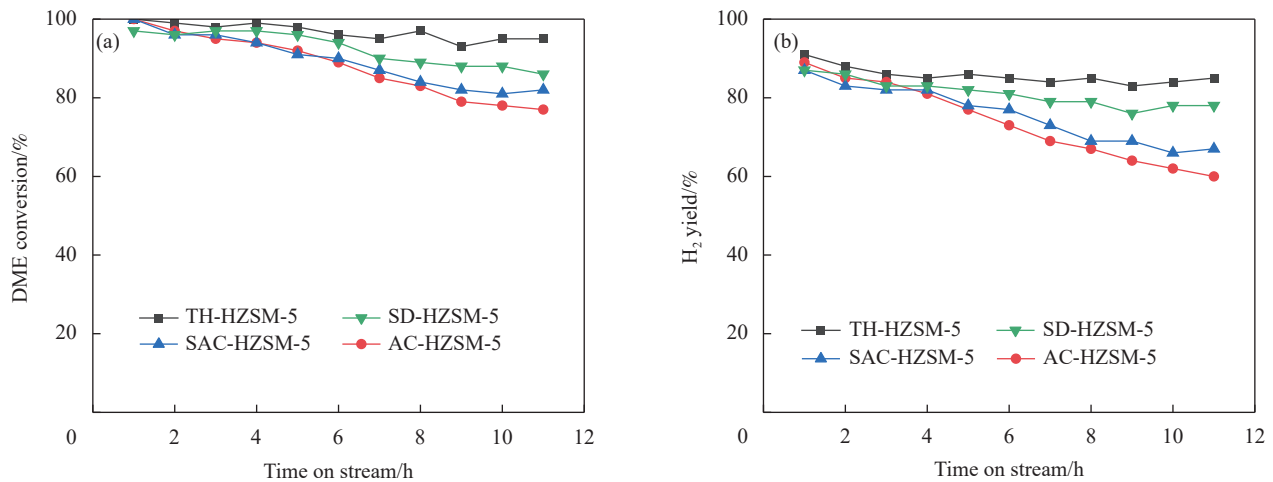 100
80
60
40
20
0
2
4
6
8
10
12
(a)
DME conversion/%
Time on stream/h
TH-HZSM-5
SD-HZSM-5
SAC-HZSM-5
AC-HZSM-5
100
80
60
40
20
0
2
4
6
8
10
12
(b)
H₂ yield/%
Time on stream/h
TH-HZSM-5
SD-HZSM-5
SAC-HZSM-5
AC-HZSM-5